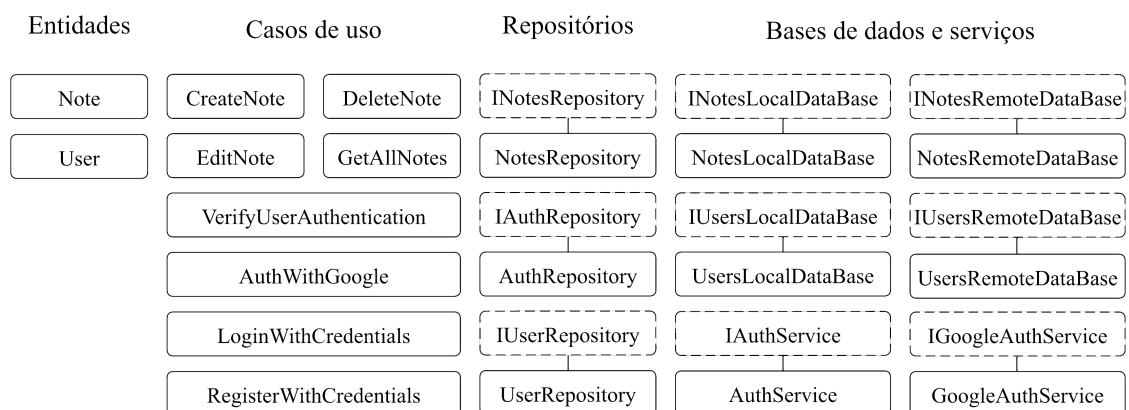 Entidades
Casos de uso
Repositórios
Bases de dados e serviços
Note
CreateNote
DeleteNote
INotesRepository
INotesLocalDataBase
INotesRemoteDataBase
User
EditNote
GetAllNotes
NotesRepository
NotesLocalDataBase
NotesRemoteDataBase
VerifyUserAuthentication
IAuthRepository
IUsersLocalDataBase
IUsersRemoteDataBase
AuthWithGoogle
AuthRepository
UsersLocalDataBase
UsersRemoteDataBase
LoginWithCredentials
IUserRepository
IAuthService
IGoogleAuthService
RegisterWithCredentials
UserRepository
AuthService
GoogleAuthService